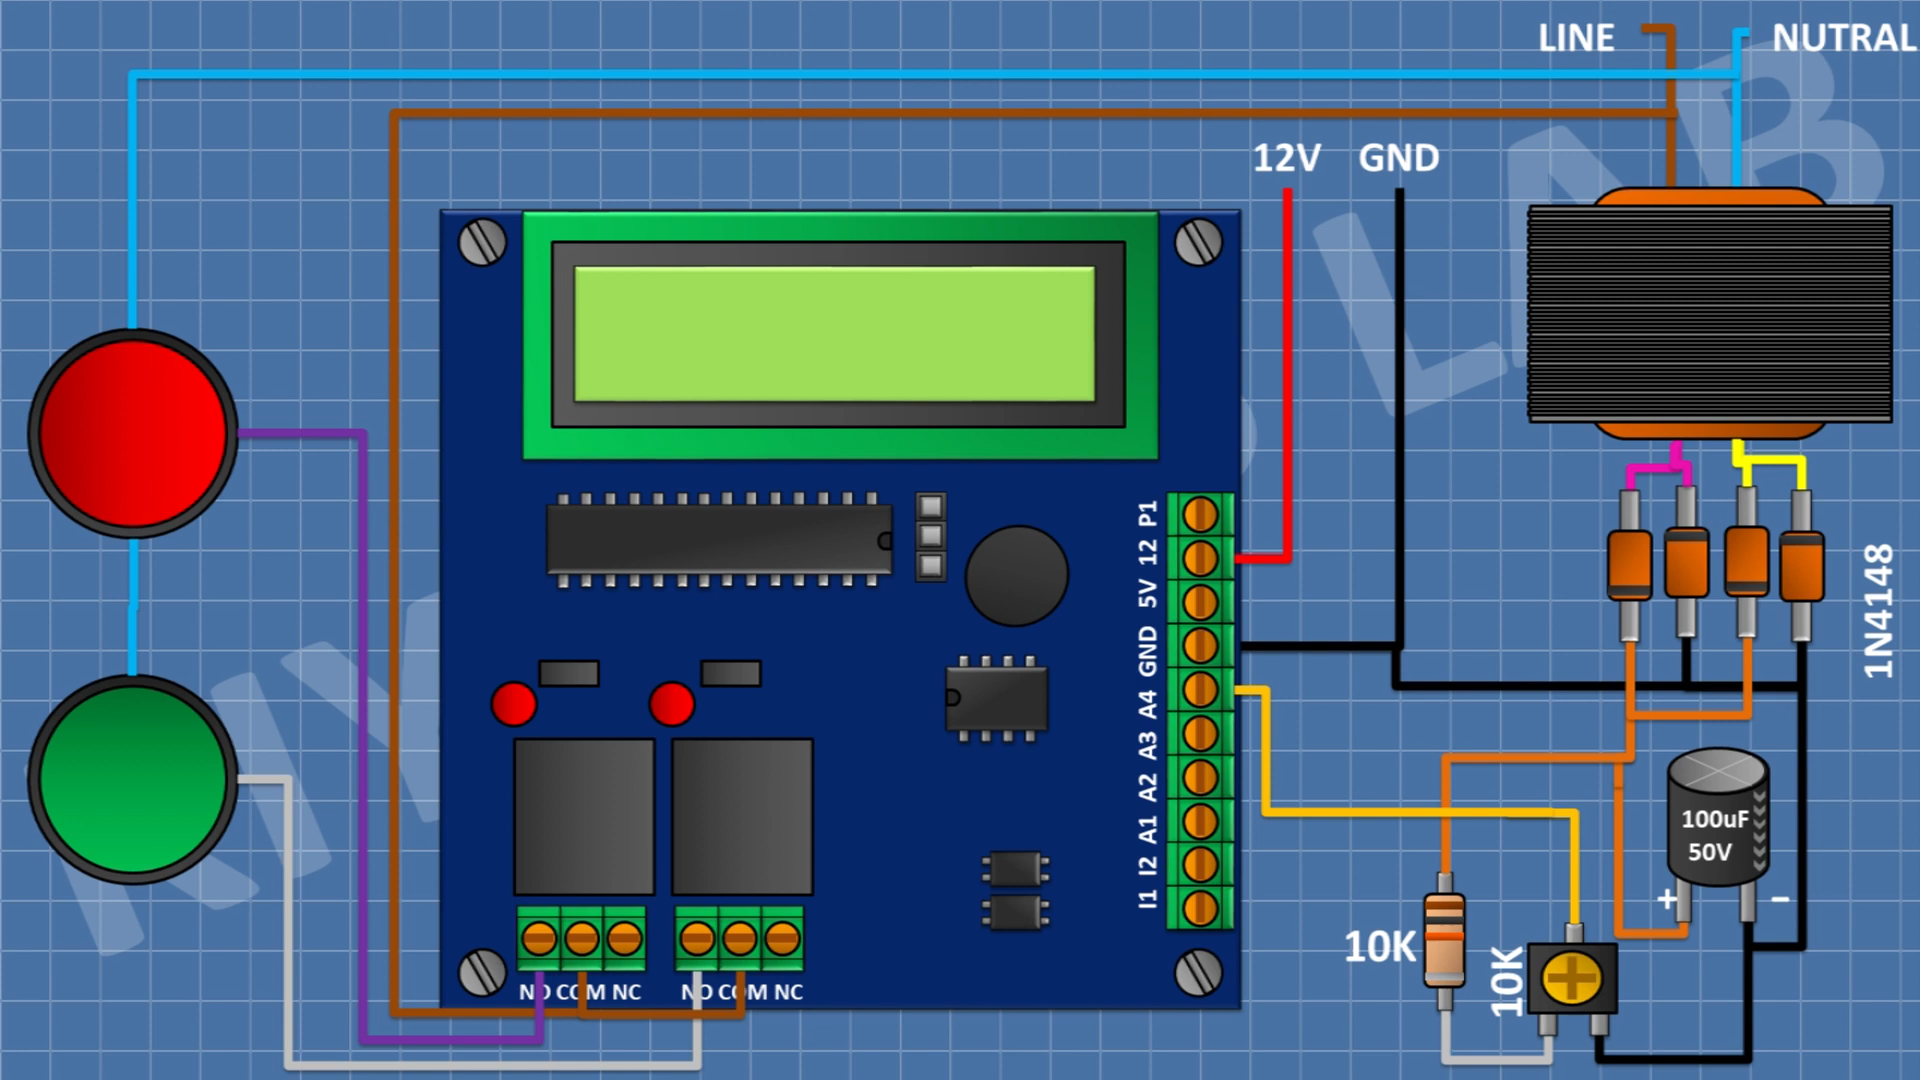 LINE
NUTRAL
12V
GND
P1
12
5V
GND
A4
A3
A2
A1
I2
I1
1N4148
100uF
50V
+ -
10K
10K
NO COM NC
NO COM NC
LAB